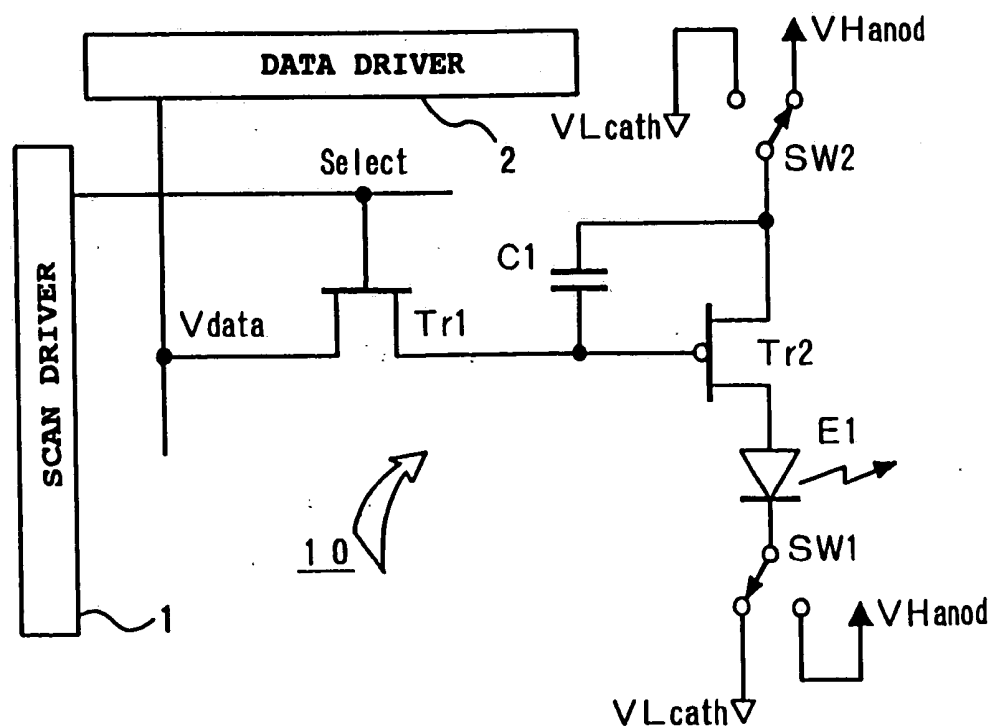 DATA DRIVER
VHanod
VLcath
SW2
2
Select
C1
SCAN DRIVER
Vdata
Tr1
Tr2
E1
10
SW1
1
VHanod
VLcath